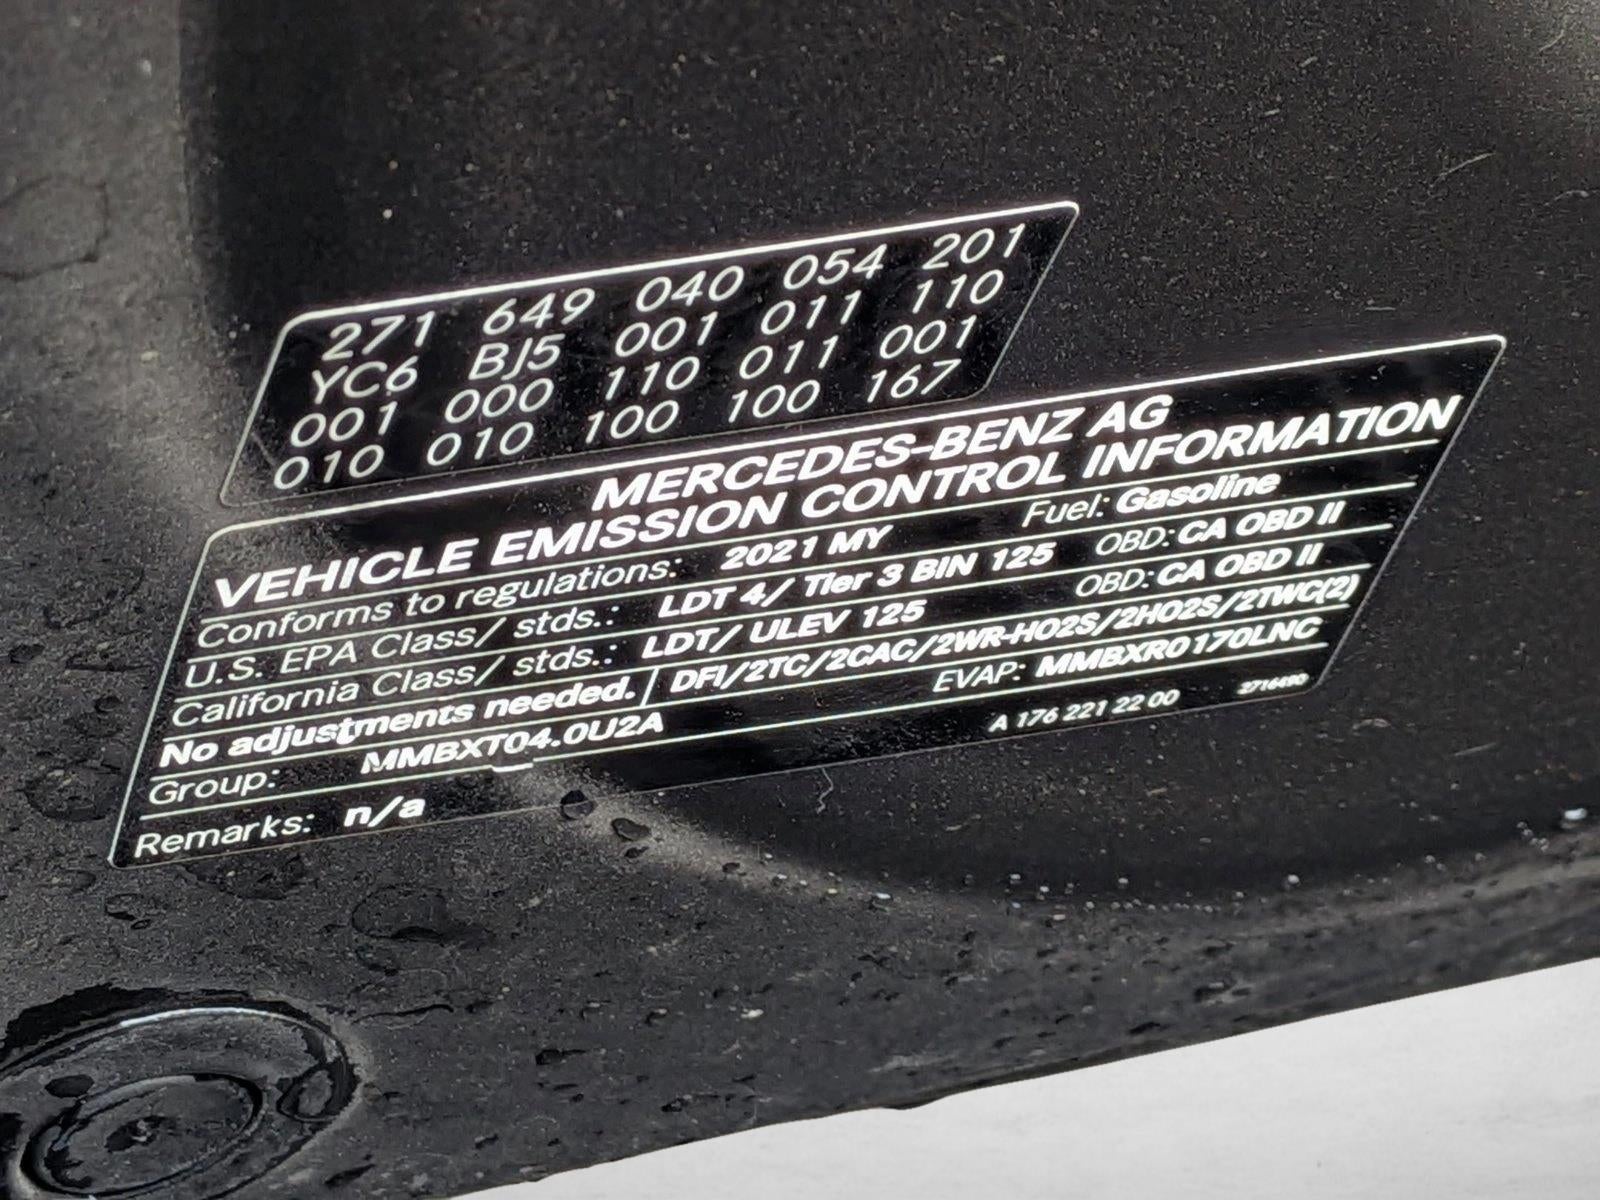 271 649 040 054 201
YC6 BJ5 001 011 110
001 000 110 011 001
010 010 100 100 167
MERCEDES-BENZ AG
VEHICLE EMISSION CONTROL INFORMATION
Conforms to regulations: 2021 MY Fuel: Gasoline
U.S. EPA Class/ stds.: LDT 4/ Tier 3 BIN 125 OBD: CA OBD II
California Class/ stds.: LDT/ ULEV 125 OBD: CA OBD II
No adjustments needed. DFI/2TC/2CAC/2WR-HO2S/2HO2S/2TWC(2)
Group: MMBXT04.0U2A EVAP: MMBXR0170LNC
Remarks: n/a A 176 221 22 00 2716490